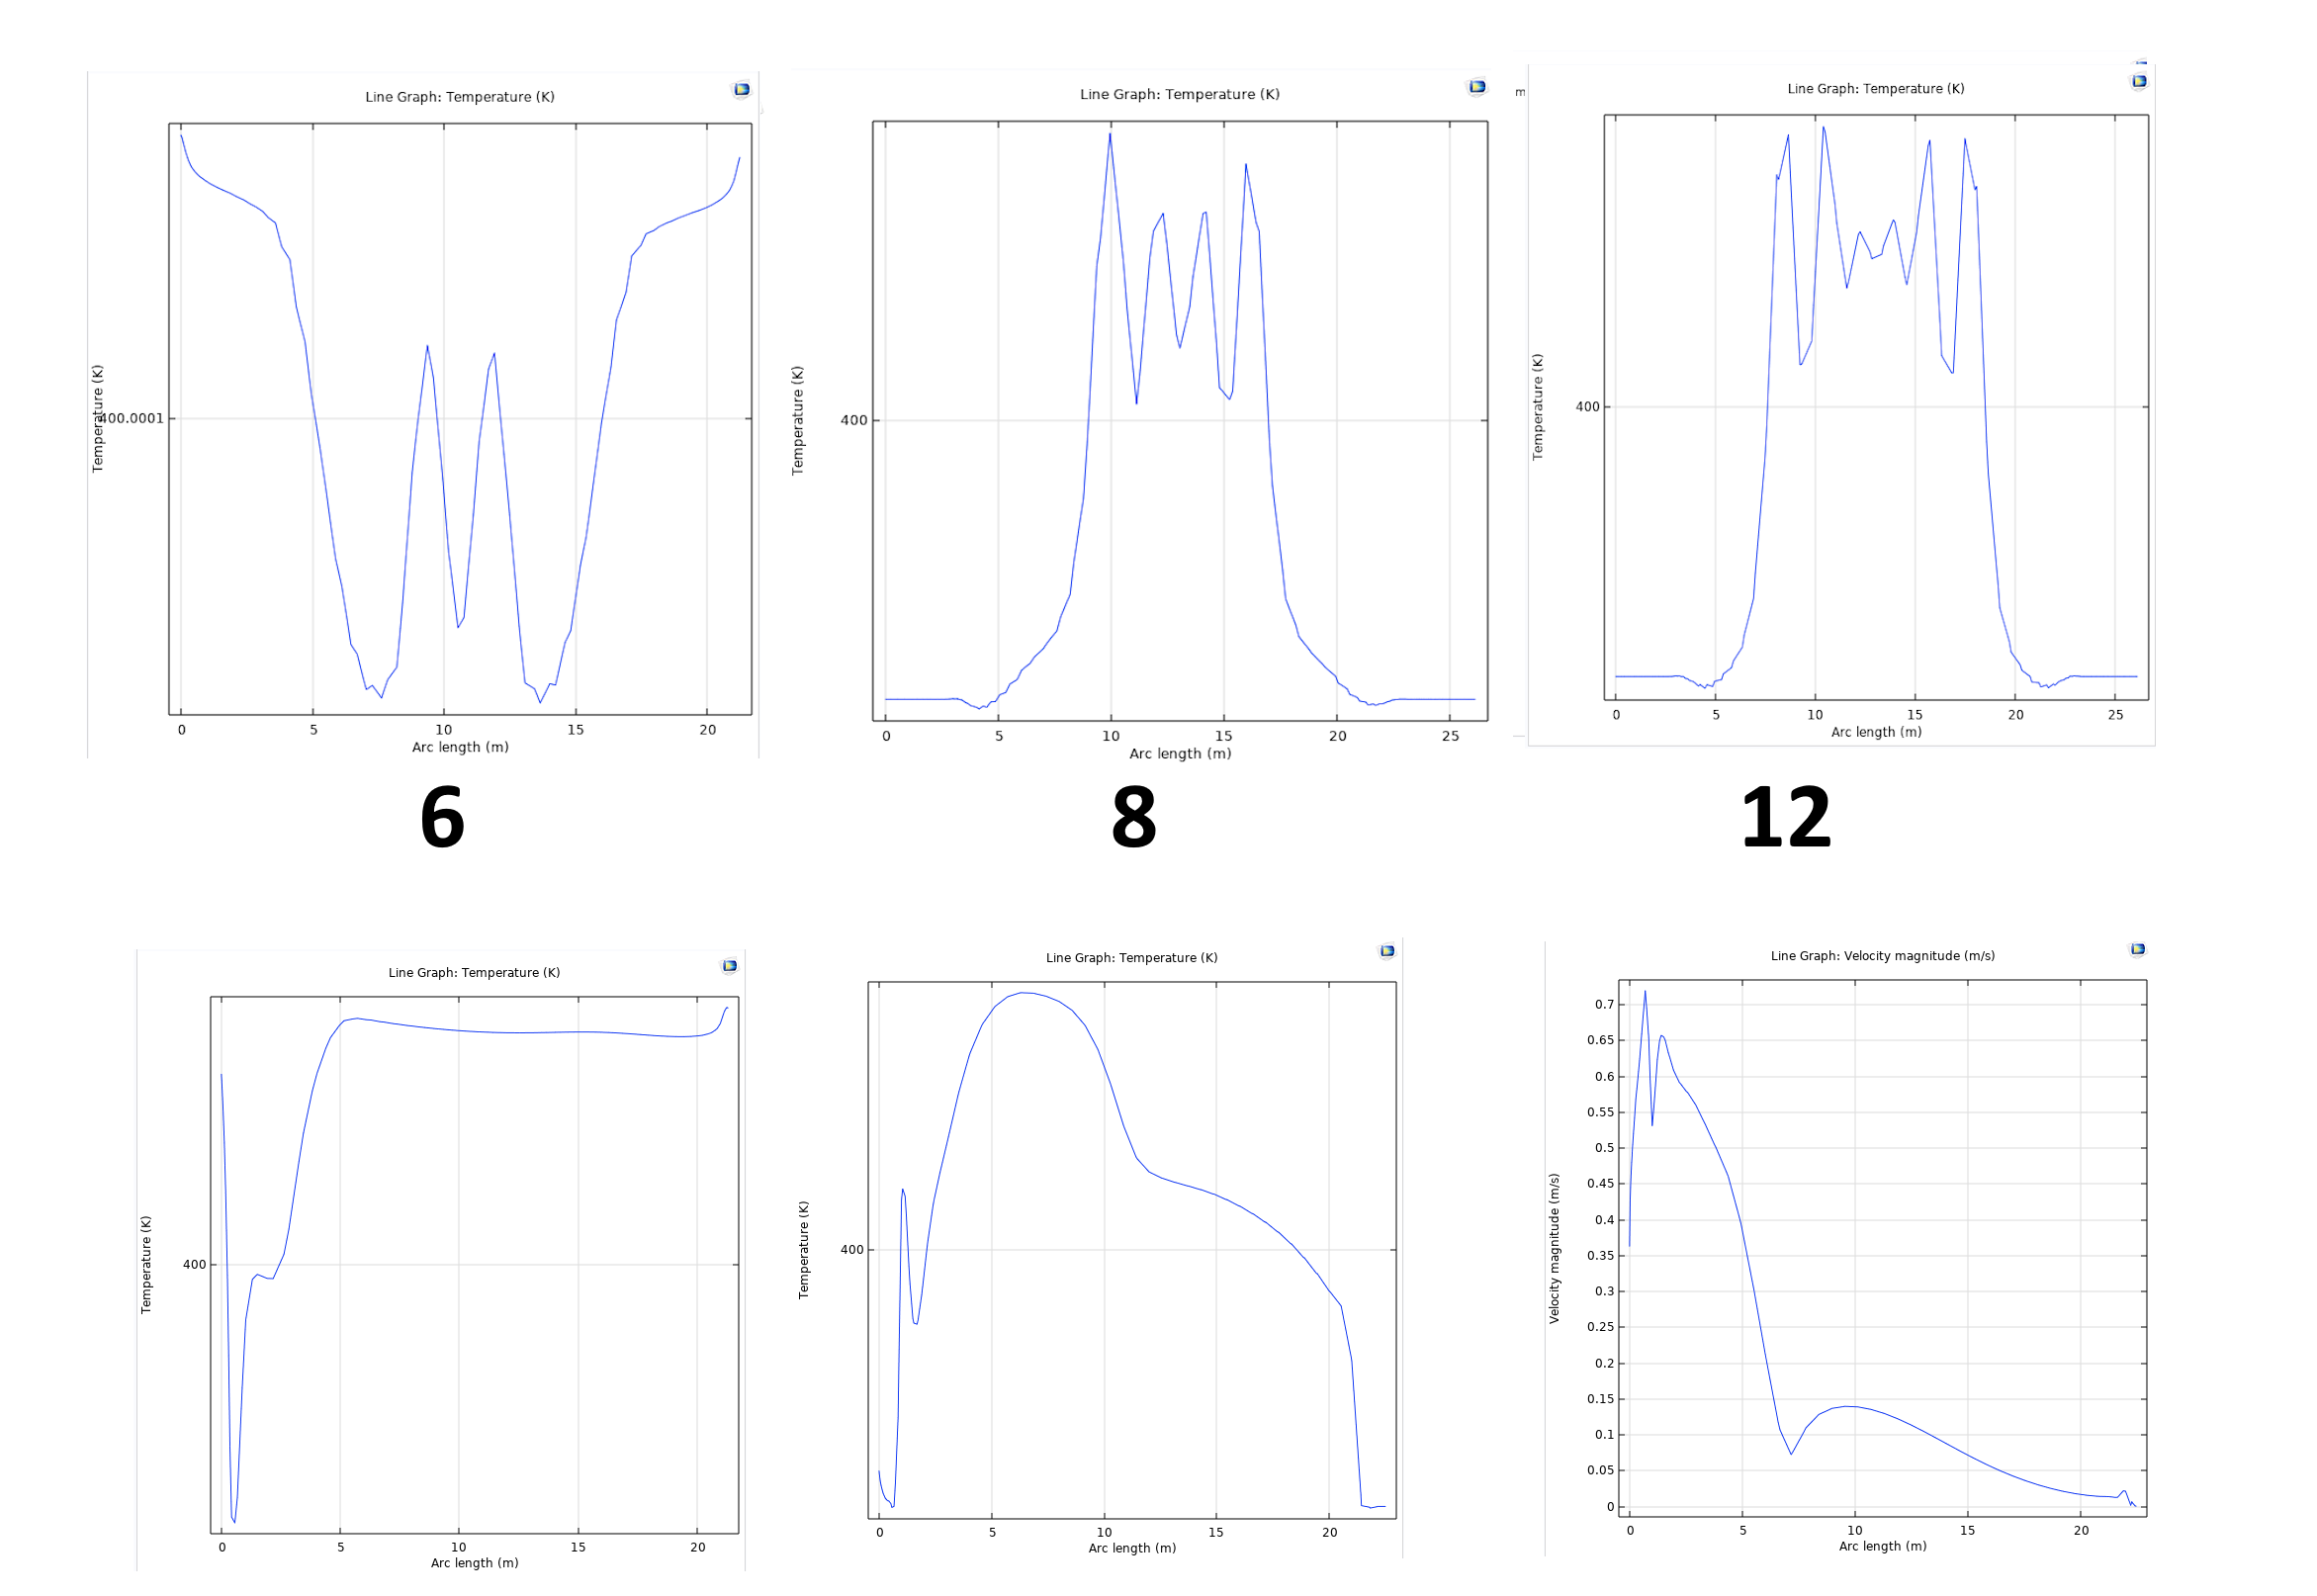 Line Graph: Temperature (K)
Temperature (K)
400.0001
0 5 10 15 20
Arc length (m)
Line Graph: Temperature (K)
Temperature (K)
400
0 5 10 15 20 25
Arc length (m)
m
Line Graph: Temperature (K)
Temperature (K)
400
0 5 10 15 20 25
Arc length (m)
6 8 12
Line Graph: Temperature (K)
Temperature (K)
400
0 5 10 15 20
Arc length (m)
Line Graph: Temperature (K)
Temperature (K)
400
0 5 10 15 20
Arc length (m)
Line Graph: Velocity magnitude (m/s)
Velocity magnitude (m/s)
0.7
0.65
0.6
0.55
0.5
0.45
0.4
0.35
0.3
0.25
0.2
0.15
0.1
0.05
0
0 5 10 15 20
Arc length (m)